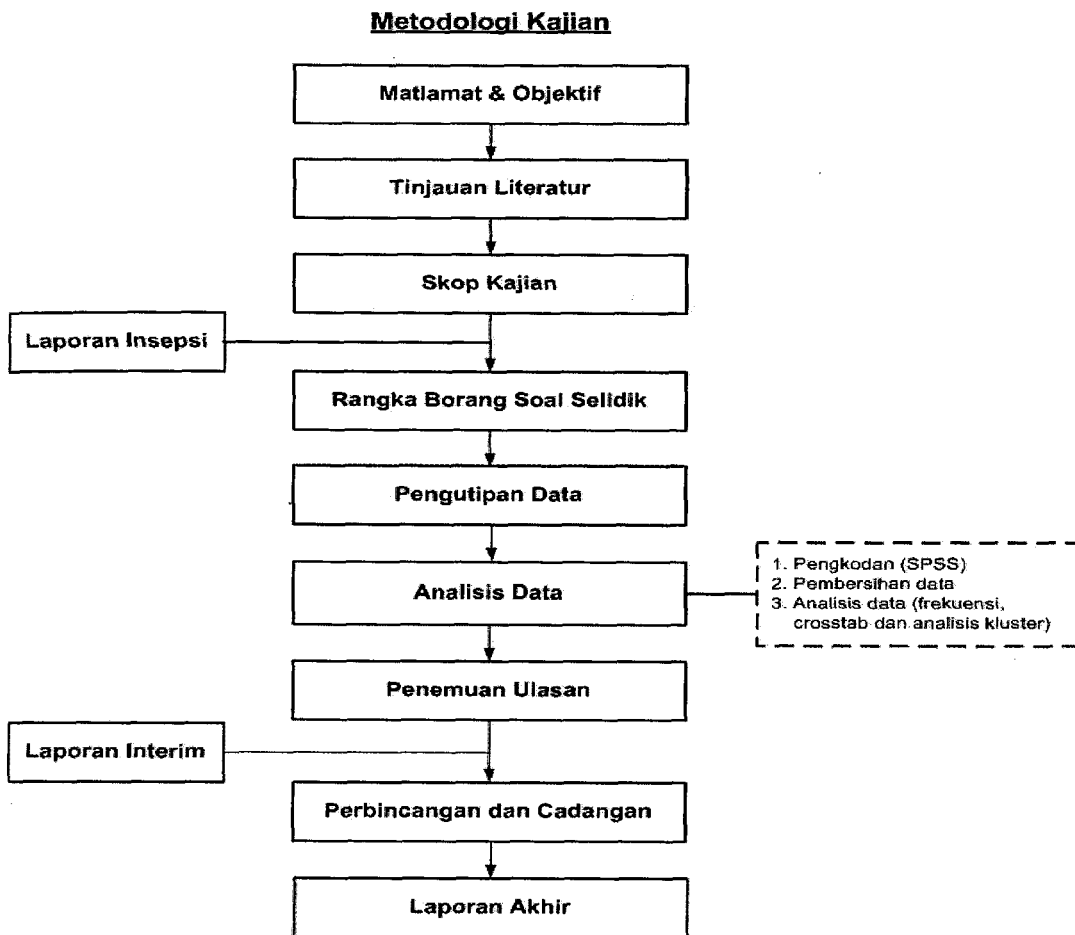 Metodologi Kajian
Matlamat & Objektif
Tinjauan Literatur
Skop Kajian
Laporan Insepsi
Rangka Borang Soal Selidik
Pengutipan Data
Analisis Data
1. Pengkodan (SPSS)
2. Pembersihan data
3. Analisis data (frekuensi,
crosstab dan analisis kluster)
Penemuan Ulasan
Laporan Interim
Perbincangan dan Cadangan
Laporan Akhir